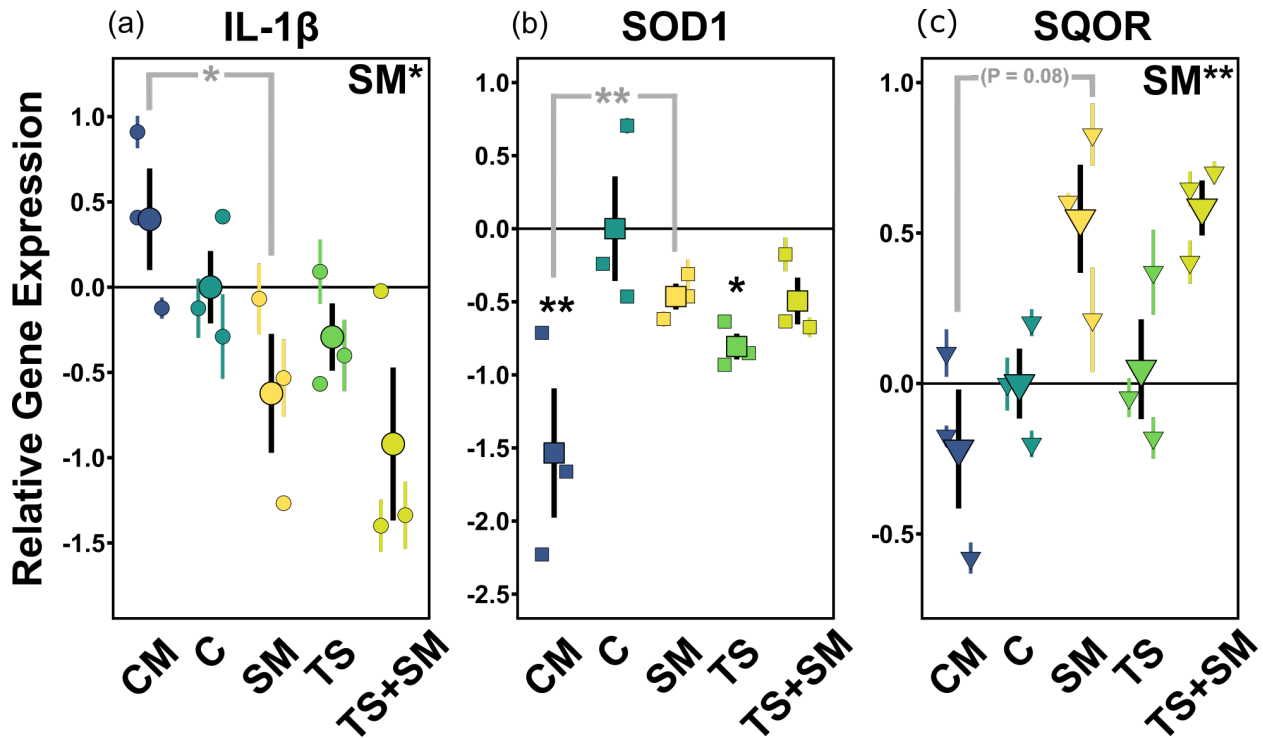 (a) IL-1β
(b) SOD1
(c) SQOR
Relative Gene Expression
*
SM*
1.0
0.5
0.0
-0.5
-1.0
-1.5
CM
C
SM
TS
TS+SM
**
1.0
0.5
0.0
-0.5
-1.0
-1.5
-2.0
-2.5
**
*
CM
C
SM
TS
TS+SM
(P = 0.08)
SM**
1.0
0.5
0.0
-0.5
CM
C
SM
TS
TS+SM